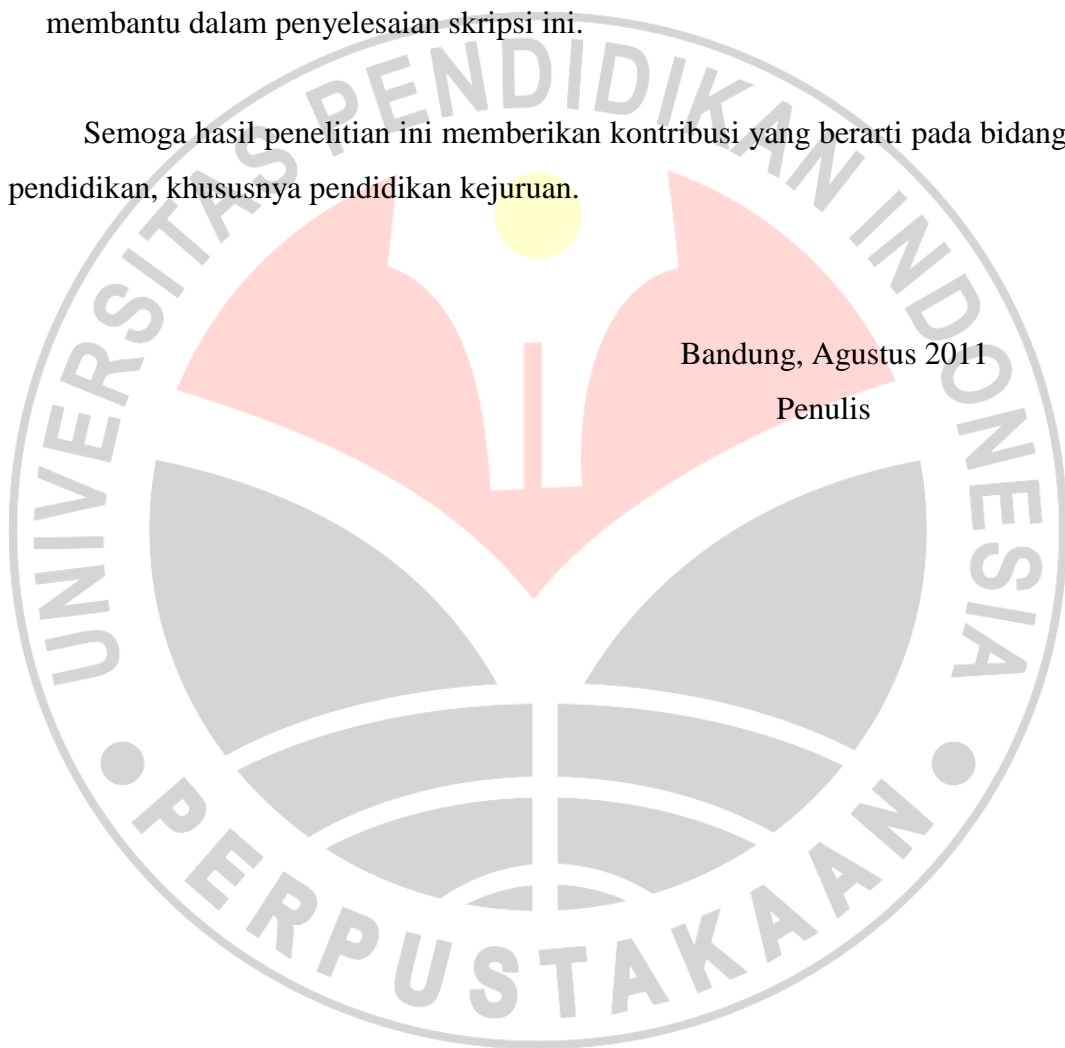 membantu dalam penyelesaian skripsi ini.
Semoga hasil penelitian ini memberikan kontribusi yang berarti pada bidang
pendidikan, khususnya pendidikan kejuruan.
Bandung, Agustus 2011
Penulis
UNIVERSITAS PENDIDIKAN INDONESIA
PERPUSTAKAAN